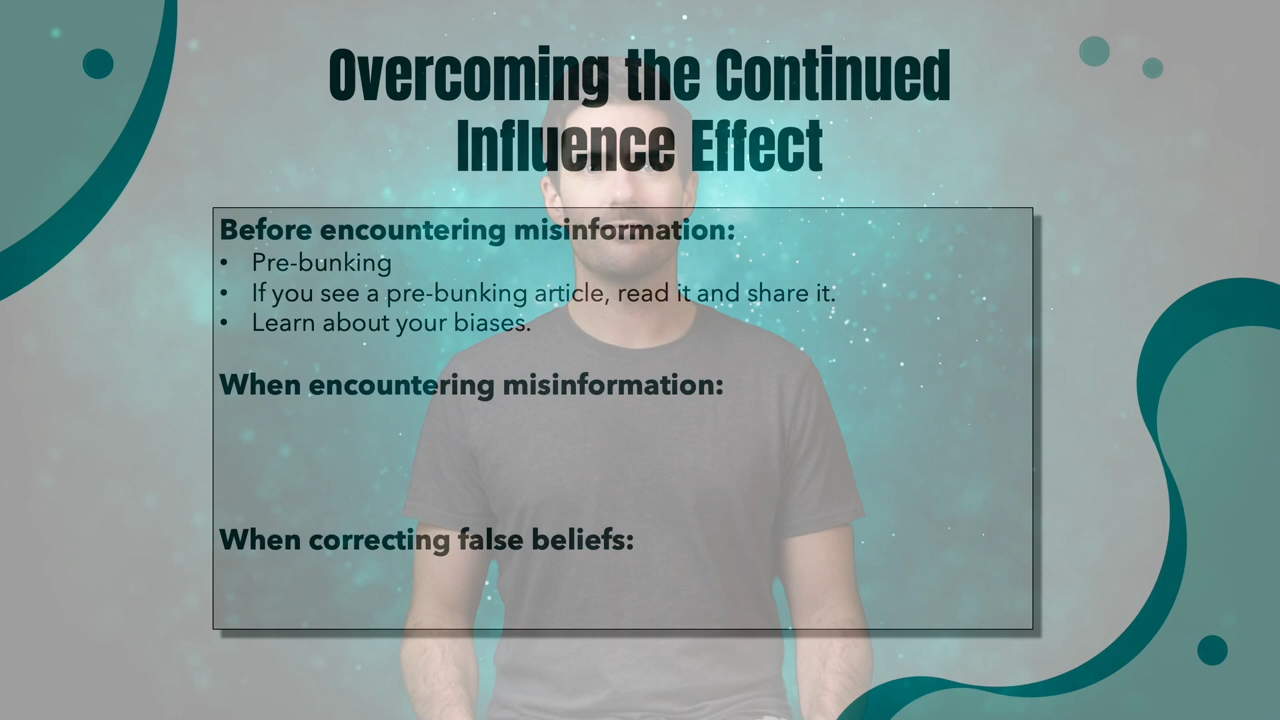 Overcoming the Continued
Influence Effect
Before encountering misinformation:
• Pre-bunking
• If you see a pre-bunking article, read it and share it.
• Learn about your biases.
When encountering misinformation:
When correcting false beliefs: